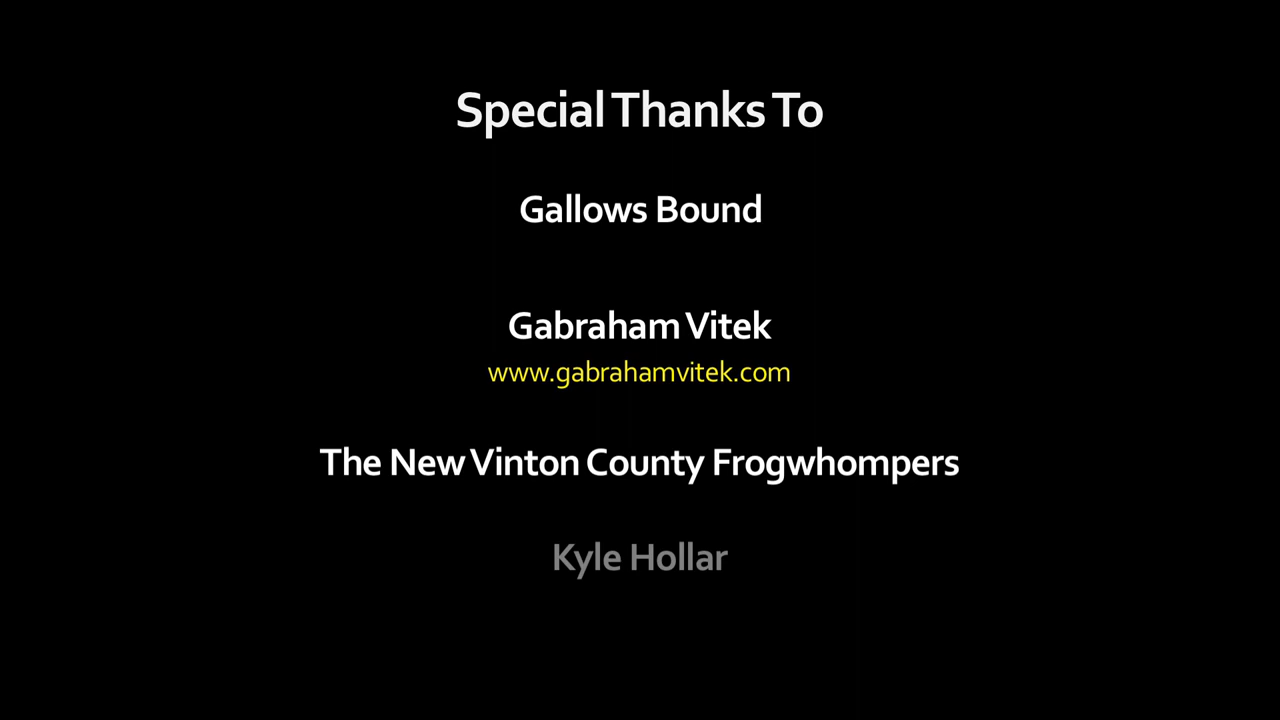 Special Thanks To
Gallows Bound
Gabraham Vitek
www.gabrahamvitek.com
The New Vinton County Frogwhompers
Kyle Hollar